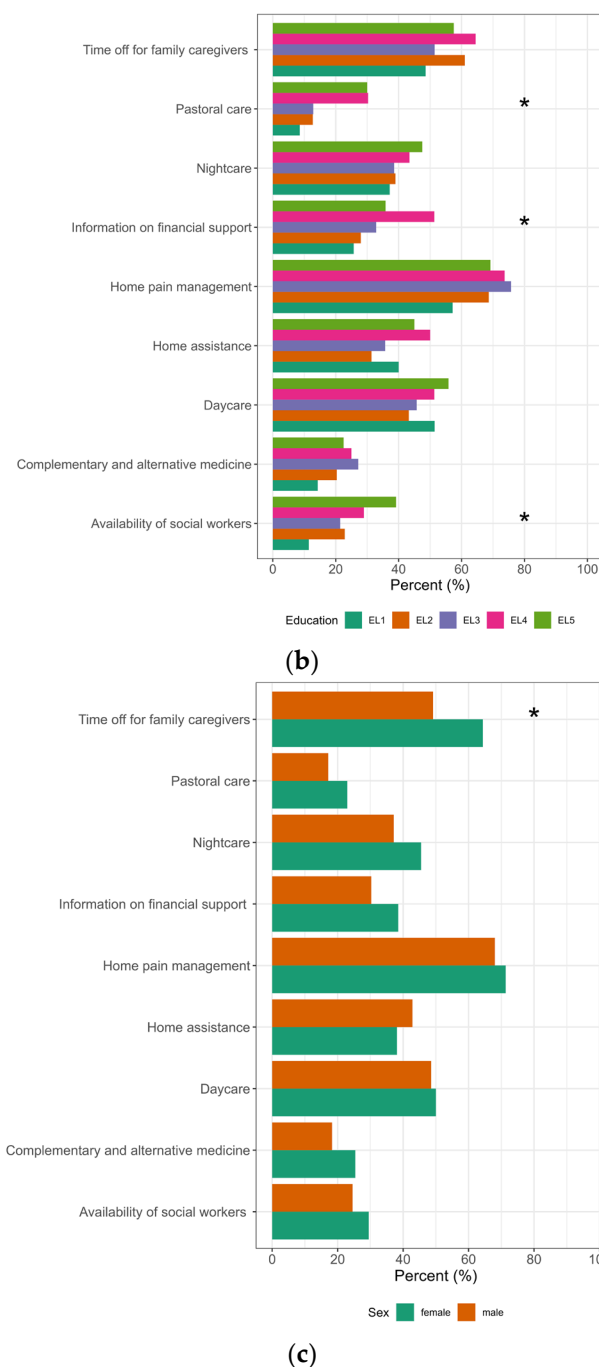 Time off for family caregivers
Pastoral care
*
Nightcare
Information on financial support
*
Home pain management
Home assistance
Daycare
Complementary and alternative medicine
Availability of social workers
*
0 20 40 60 80 100
Percent (%)
Education EL1 EL2 EL3 EL4 EL5
(b)
Time off for family caregivers
*
Pastoral care
Nightcare
Information on financial support
Home pain management
Home assistance
Daycare
Complementary and alternative medicine
Availability of social workers
0 20 40 60 80 100
Percent (%)
Sex female male
(c)